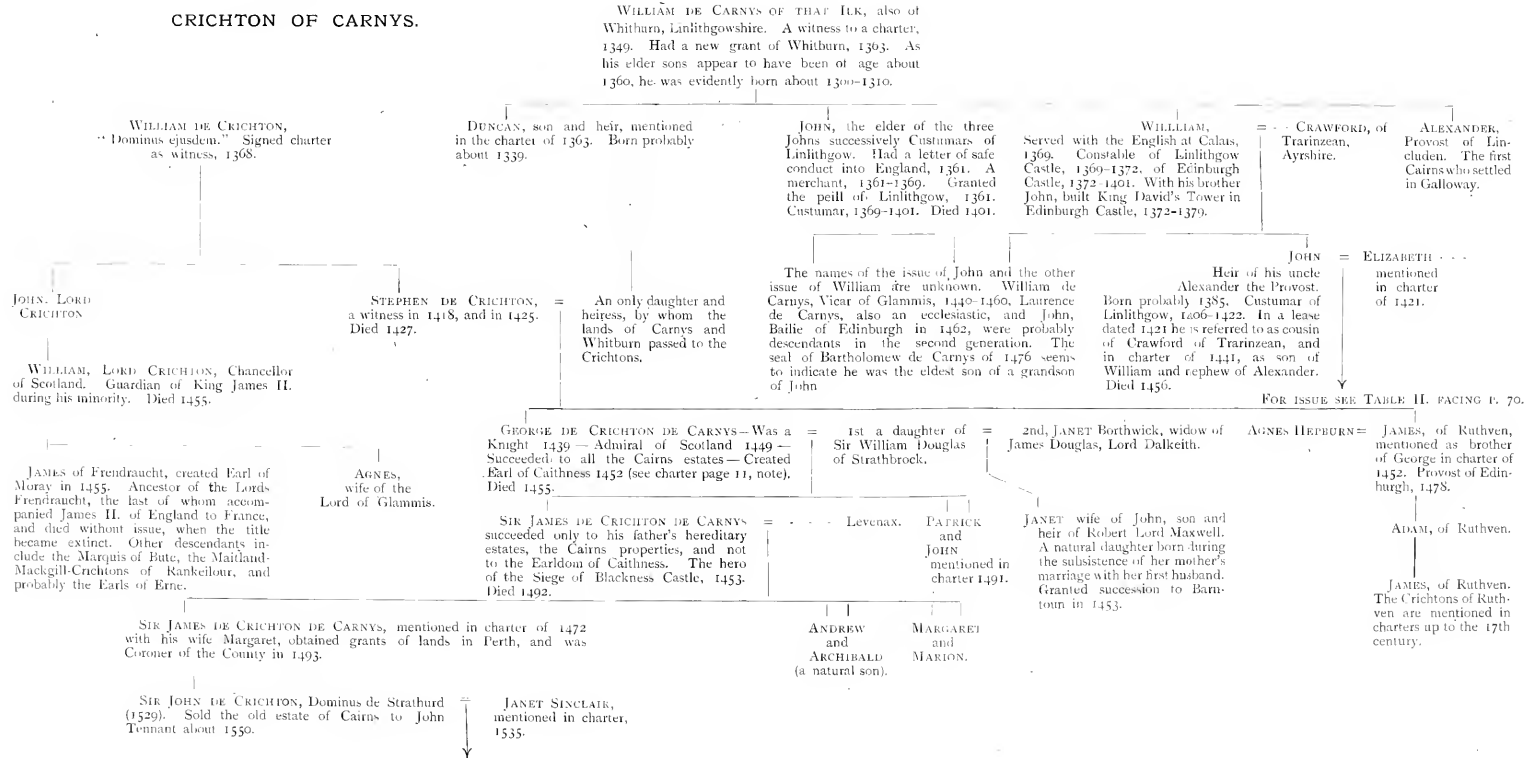 CRICHTON OF CARNYS.
WILLIAM DE CARNYS OF THAT ILK, also of
Whitburn, Linlithgowshire. A witness to a charter,
1349. Had a new grant of Whitburn, 1363. As
his elder sons appear to have been of age about
1360, he was evidently born about 1300-1310.
WILLIAM DE CRICHTON,
"Dominus ejusdem." Signed charter
as witness, 1368.
DUNCAN, son and heir, mentioned
in the charter of 1363. Born probably
about 1339.
JOHN, the elder of the three
Johns successively Custumars of
Linlithgow. Had a letter of safe
conduct into England, 1361. A
merchant, 1361-1369. Granted
the peill of Linlithgow, 1361.
Custumar, 1369-1401. Died 1401.
WILLLIAM,
Served with the English at Calais,
1369. Constable of Linlithgow
Castle, 1369-1372, of Edinburgh
Castle, 1372-1401. With his brother
John, built King David's Tower in
Edinburgh Castle, 1372-1379.
= - - CRAWFORD, of
Trarinzean,
Ayrshire.
ALEXANDER,
Provost of Lin-
cluden. The first
Cairns who settled
in Galloway.
JOHN, LORD
CRICHTON
STEPHEN DE CRICHTON, =
a witness in 1418, and in 1425.
Died 1427.
An only daughter and
heiress, by whom the
lands of Carnys and
Whitburn passed to the
Crichtons.
The names of the issue of John and the other
issue of William are unknown. William de
Carnys, Vicar of Glammis, 1440-1460, Laurence
de Carnys, also an ecclesiastic, and John,
Bailie of Edinburgh in 1462, were probably
descendants in the second generation. The
seal of Bartholomew de Carnys of 1476 seems
to indicate he was the eldest son of a grandson
of John
JOHN =
Heir of his uncle
Alexander the Provost.
Born probably 1385. Custumar of
Linlithgow, 1406-1422. In a lease
dated 1421 he is referred to as cousin
of Crawford of Trarinzean, and
in charter of 1441, as son of
William and nephew of Alexander.
Died 1456.
ELIZABETH - - -
mentioned
in charter
of 1421.
FOR ISSUE SEE TABLE II. FACING P. 70.
WILLIAM, LORD CRICHTON, Chancellor
of Scotland. Guardian of King James II.
during his minority. Died 1455.
GEORGE DE CRICHTON DE CARNYS—Was a
Knight 1439 — Admiral of Scotland 1449 —
Succeeded to all the Cairns estates — Created
Earl of Caithness 1452 (see charter page 11, note).
Died 1455.
= 1st a daughter of
Sir William Douglas
of Strathbrock.
= 2nd, JANET Borthwick, widow of
James Douglas, Lord Dalkeith.
AGNES HEPBURN=
JAMES, of Ruthven,
mentioned as brother
of George in charter of
1452. Provost of Edin-
burgh, 1478.
JAMES of Frendraucht, created Earl of
Moray in 1455. Ancestor of the Lords
Frendraucht, the last of whom accom-
panied James II. of England to France,
and died without issue, when the title
became extinct. Other descendants in-
clude the Marquis of Bute, the Maitland-
Mackgill-Crichtons of Rankeilour, and
probably the Earls of Erne.
AGNES,
wife of the
Lord of Glammis.
SIR JAMES DE CRICHTON DE CARNYS
succeeded only to his father's hereditary
estates, the Cairns properties, and not
to the Earldom of Caithness. The hero
of the Siege of Blackness Castle, 1453.
Died 1492.
= - - - Levenax.
PATRICK
and
JOHN
mentioned in
charter 1491.
JANET wife of John, son and
heir of Robert Lord Maxwell.
A natural daughter born during
the subsistence of her mother's
marriage with her first husband.
Granted succession to Barn-
toun in 1453.
ADAM, of Ruthven.
JAMES, of Ruthven.
The Crichtons of Ruth-
ven are mentioned in
charters up to the 17th
century.
SIR JAMES DE CRICHTON DE CARNYS, mentioned in charter of 1472
with his wife Margaret, obtained grants of lands in Perth, and was
Coroner of the County in 1493.
ANDREW
and
ARCHIBALD
(a natural son).
MARGARET
and
MARION.
SIR JOHN DE CRICHTON, Dominus de Strathurd =
(1529). Sold the old estate of Cairns to John
Tennant about 1550.
JANET SINCLAIR,
mentioned in charter,
1535.